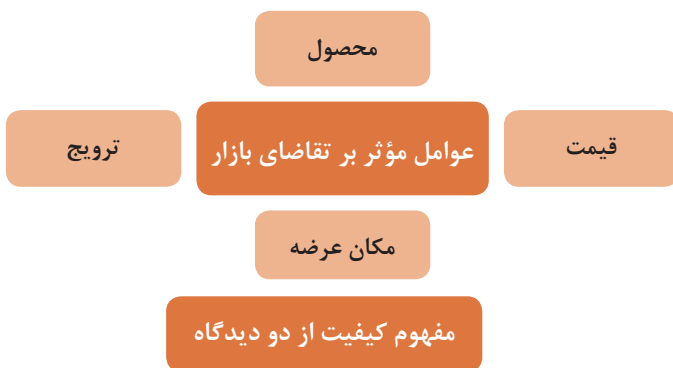 محصول
قیمت
عوامل مؤثر بر تقاضای بازار
ترویج
مکان عرضه
مفهوم کیفیت از دو دیدگاه